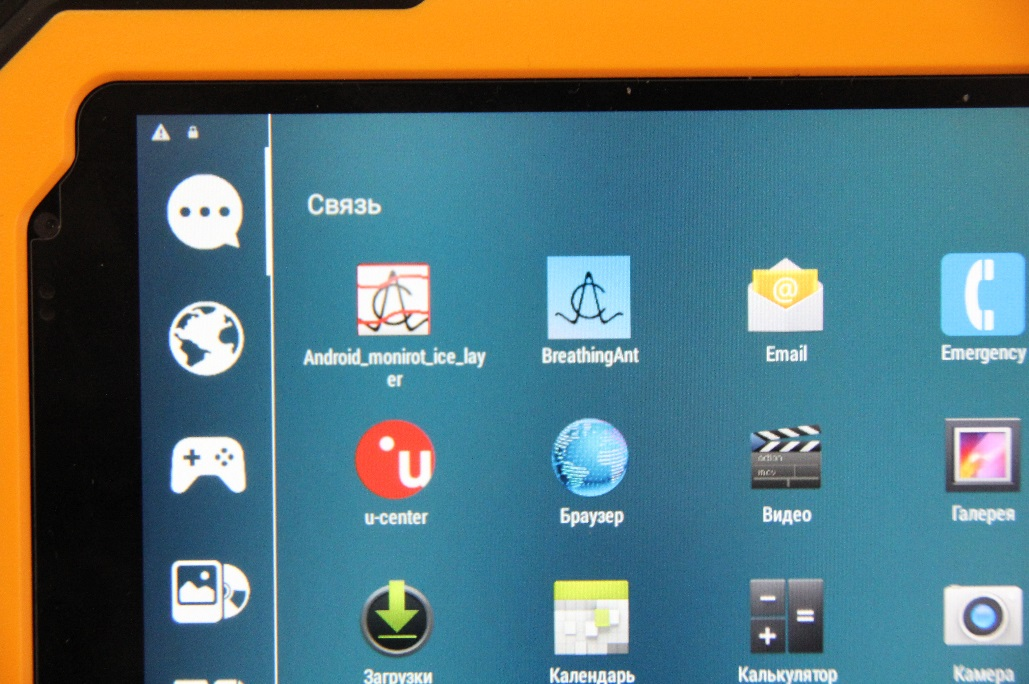 Связь
Android_monirot_ice_lay
er
BreathingAnt
Email
Emergency
u-center
Браузер
Видео
Галерея
Загрузки
Календарь
Калькулятор
Камера